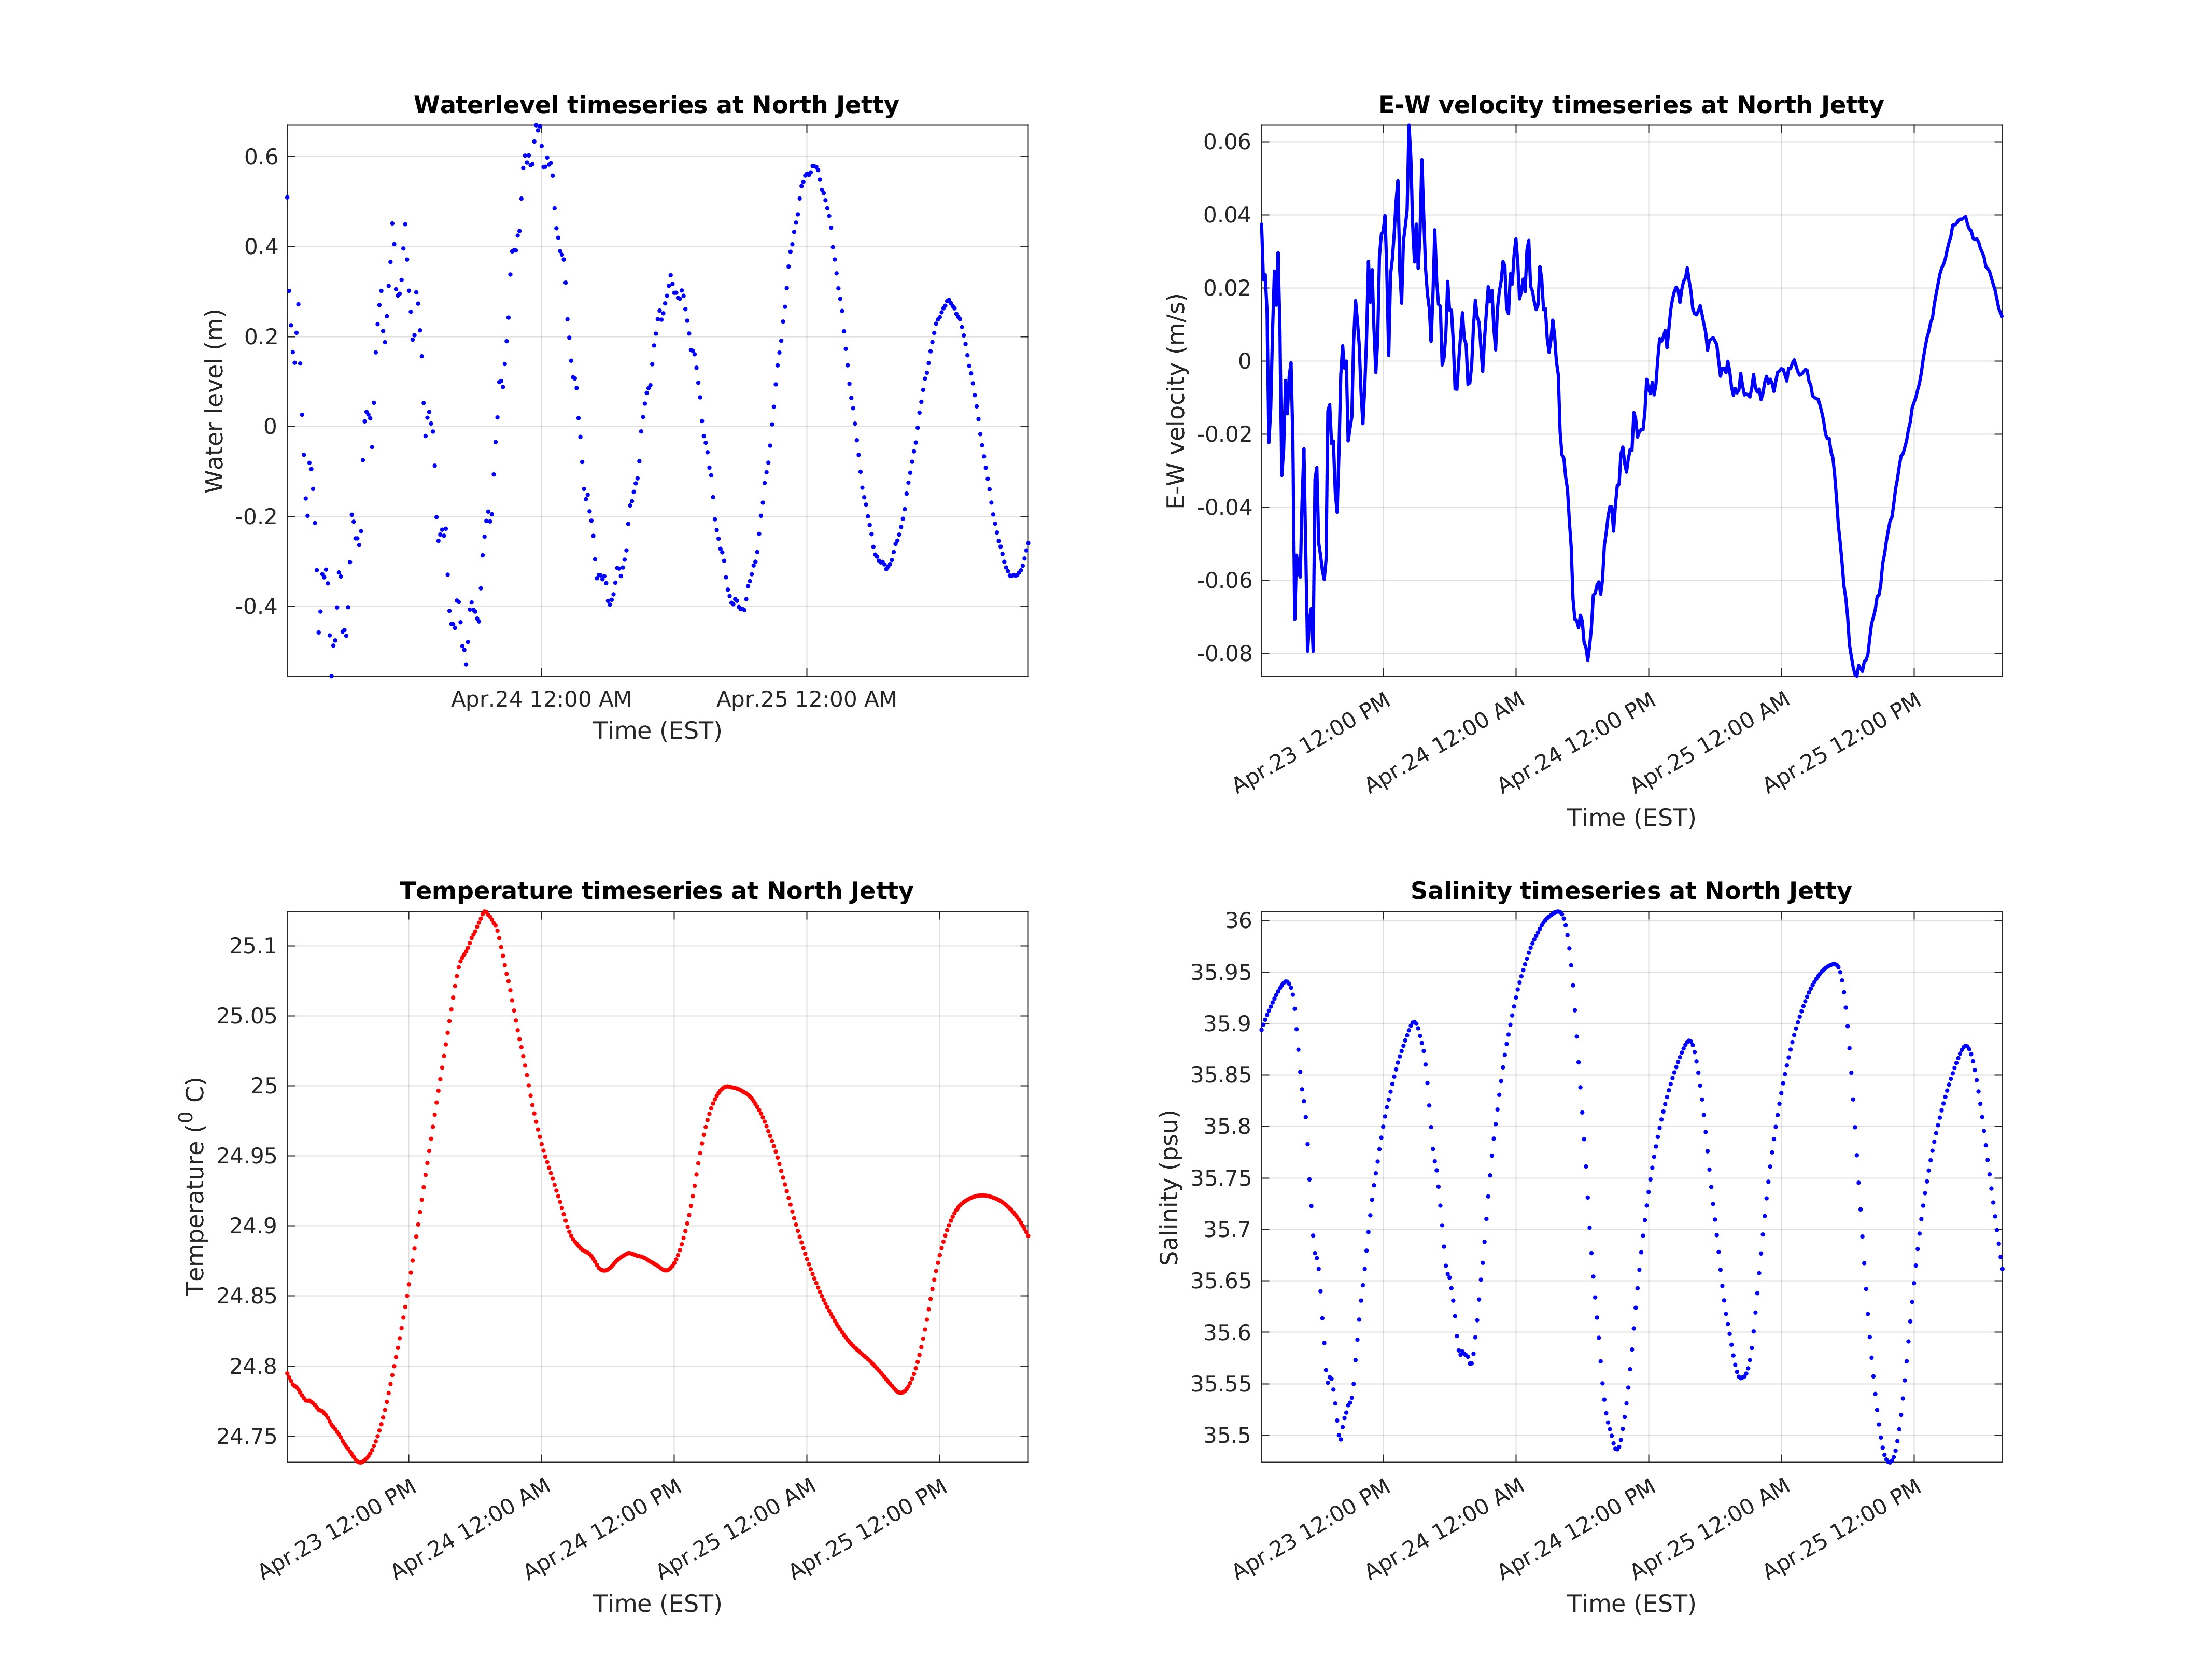 Waterlevel timeseries at North Jetty
0.6
0.4
0.2
0
-0.2
-0.4
Water level (m)
Apr.24 12:00 AM
Apr.25 12:00 AM
Time (EST)
E-W velocity timeseries at North Jetty
0.06
0.04
0.02
0
-0.02
-0.04
-0.06
-0.08
E-W velocity (m/s)
Apr.23 12:00 PM
Apr.24 12:00 AM
Apr.24 12:00 PM
Apr.25 12:00 AM
Apr.25 12:00 PM
Time (EST)
Temperature timeseries at North Jetty
25.1
25.05
25
24.95
24.9
24.85
24.8
24.75
Temperature (⁰ C)
Apr.23 12:00 PM
Apr.24 12:00 AM
Apr.24 12:00 PM
Apr.25 12:00 AM
Apr.25 12:00 PM
Time (EST)
Salinity timeseries at North Jetty
36
35.95
35.9
35.85
35.8
35.75
35.7
35.65
35.6
35.55
35.5
Salinity (psu)
Apr.23 12:00 PM
Apr.24 12:00 AM
Apr.24 12:00 PM
Apr.25 12:00 AM
Apr.25 12:00 PM
Time (EST)